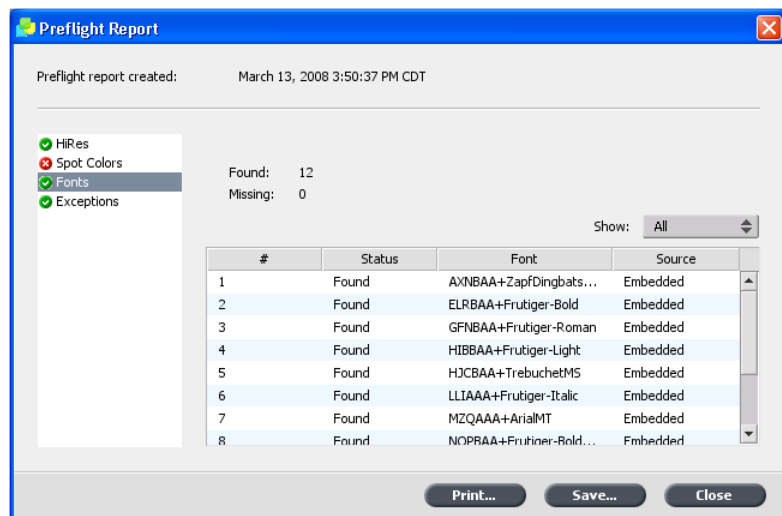 Preflight Report
Preflight report created: March 13, 2008 3:50:37 PM CDT
HiRes
Spot Colors
Fonts
Exceptions
Found: 12
Missing: 0
Show: All
# Status Font Source
1 Found AXNBAA+ZapfDingbats... Embedded
2 Found ELRBAA+Frutiger-Bold Embedded
3 Found GFNBAA+Frutiger-Roman Embedded
4 Found HIBBAA+Frutiger-Light Embedded
5 Found HJCBAA+TrebuchetMS Embedded
6 Found LLIAAA+Frutiger-Italic Embedded
7 Found MZQAAA+ArialMT Embedded
8 Found NOPBAA+Frutiger-Bold... Embedded
Print... Save... Close